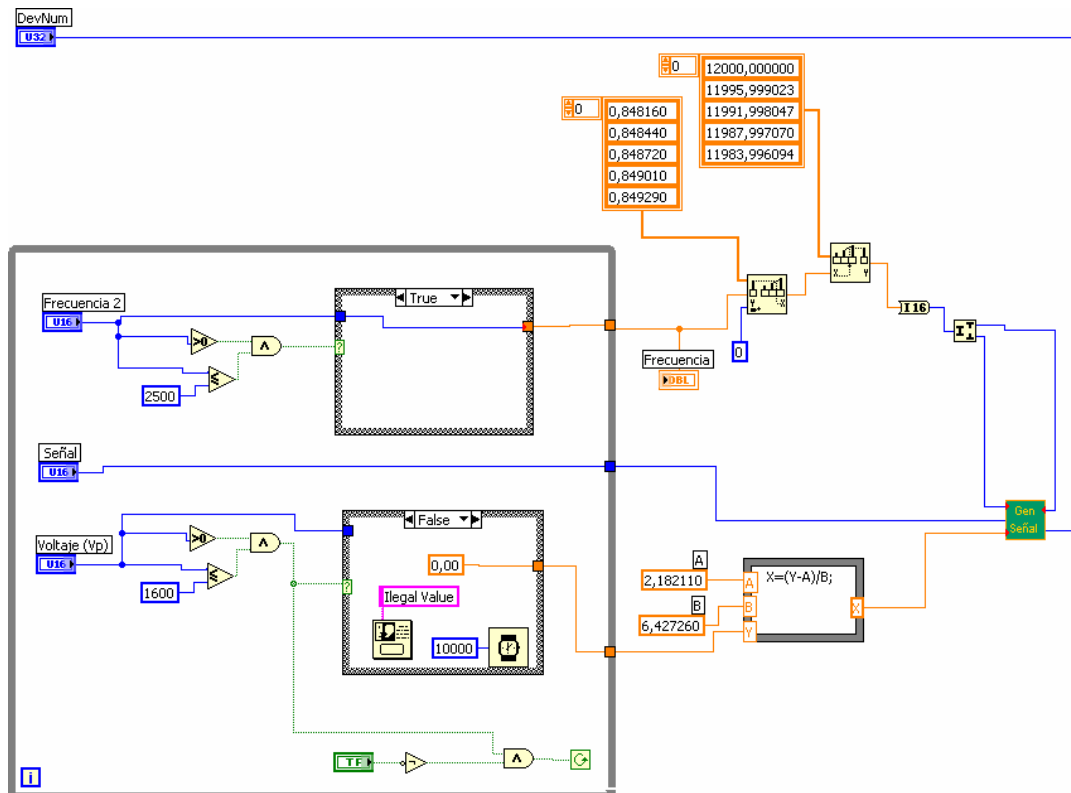 DevNum
U32
0
12000,000000
11995,999023
11991,998047
11987,997070
11983,996094
0
0,848160
0,848440
0,848720
0,849010
0,849290
Frecuencia 2
U16
>0
2500
True
?
Frecuencia
DBL
0
I16
Señal
U16
Voltaje (Vp)
U16
>0
1600
False
?
0,00
Ilegal Value
10000
Gen
Señal
A
2,182110
B
6,427260
A
B
Y
X=(Y-A)/B;
X
TF
i